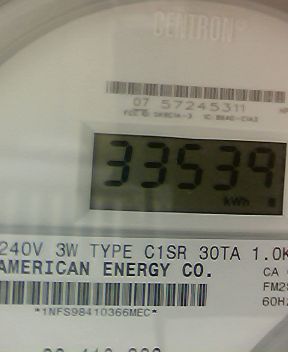 CENTRON®
07 57245311
33539
kWh
240V 3W TYPE C1SR 30TA 1.0K
AMERICAN ENERGY CO.
CA
FM2S
60HZ
*1NFS98410366MEC*